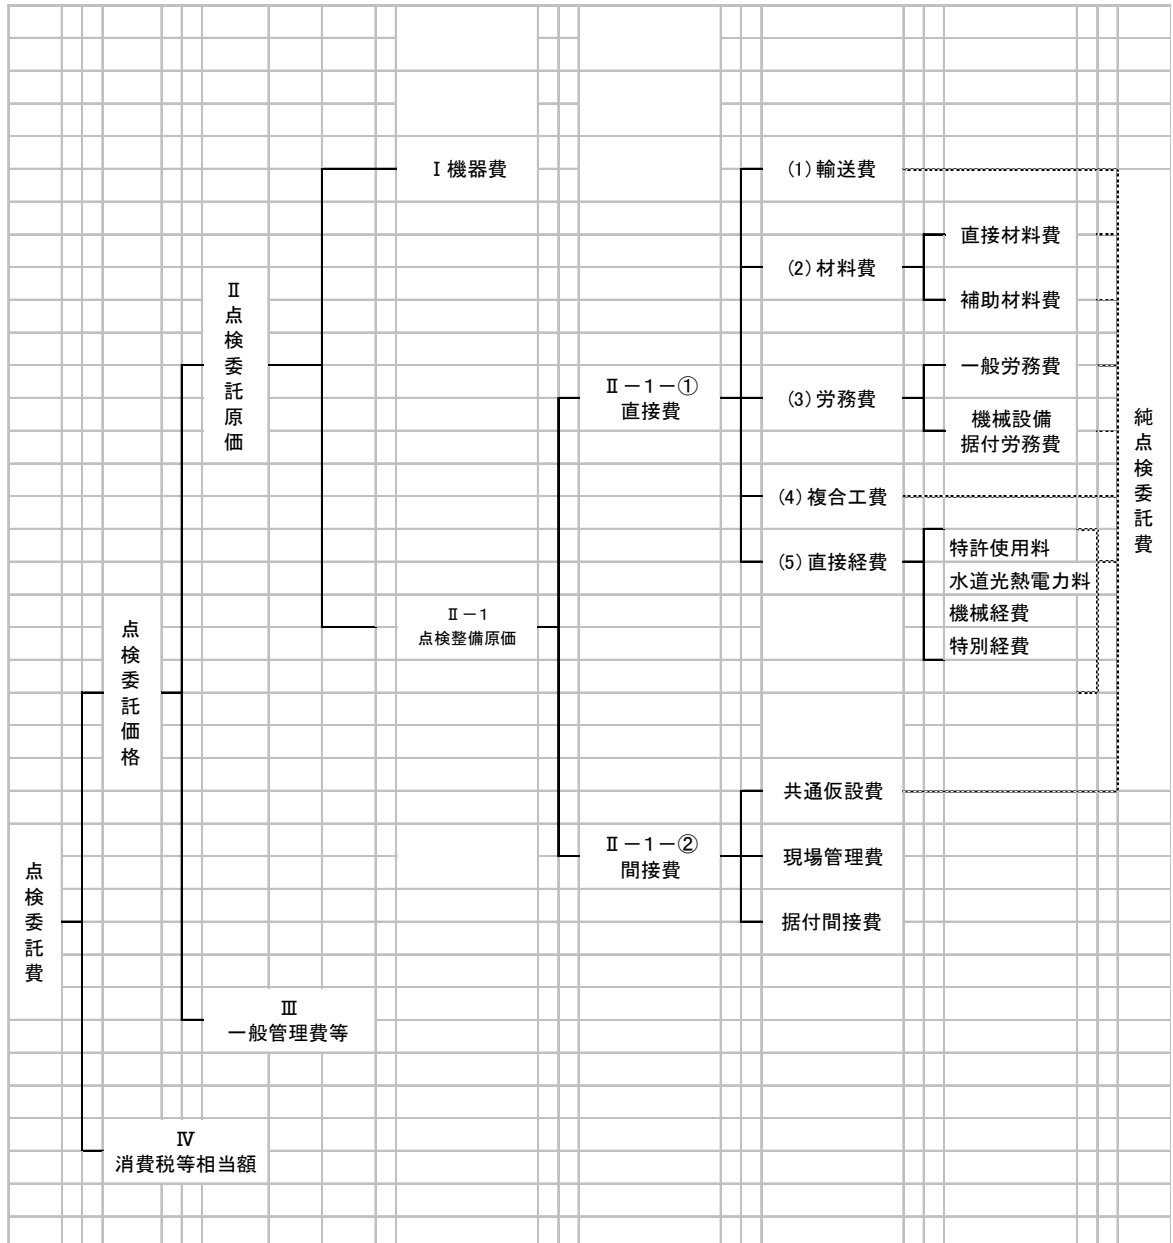 Ⅰ機器費
(1)輸送費
直接材料費
(2)材料費
補助材料費
Ⅱ点検委託原価
一般労務費
Ⅱ－1－①
直接費
(3)労務費
機械設備
据付労務費
純点検委託費
(4)複合工費
(5)直接経費
特許使用料
水道光熱電力料
機械経費
特別経費
Ⅱ－1
点検整備原価
点検委託価格
共通仮設費
Ⅱ－1－②
間接費
現場管理費
据付間接費
点検委託費
Ⅲ
一般管理費等
Ⅳ
消費税等相当額